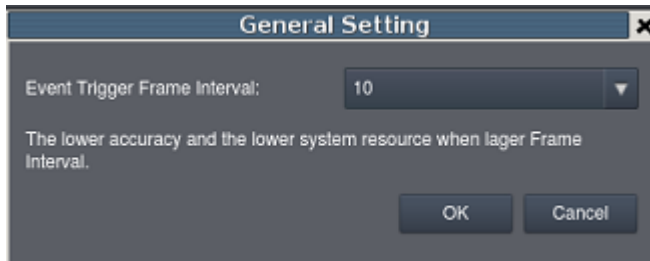 General Setting
Event Trigger Frame Interval:
10
The lower accuracy and the lower system resource when lager Frame
Interval.
OK
Cancel